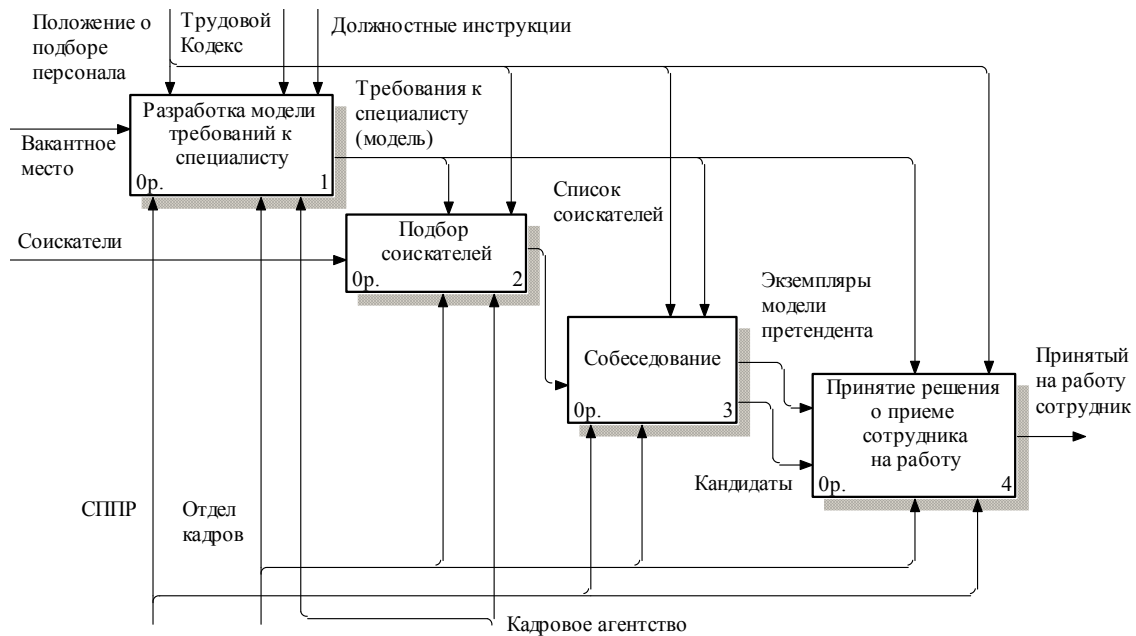 Положение о
подборе
персонала
Трудовой
Кодекс
Должностные инструкции
Разработка модели
требований к
специалисту
0р.
1
Вакантное
место
Требования к
специалисту
(модель)
Соискатели
Подбор
соискателей
0р.
2
Список
соискателей
Экземпляры
модели
претендента
Собеседование
0р.
3
Принятие решения
о приеме
сотрудника
на работу
0р.
4
Принятый
на работу
сотрудник
Кандидаты
СППР
Отдел
кадров
Кадровое агентство